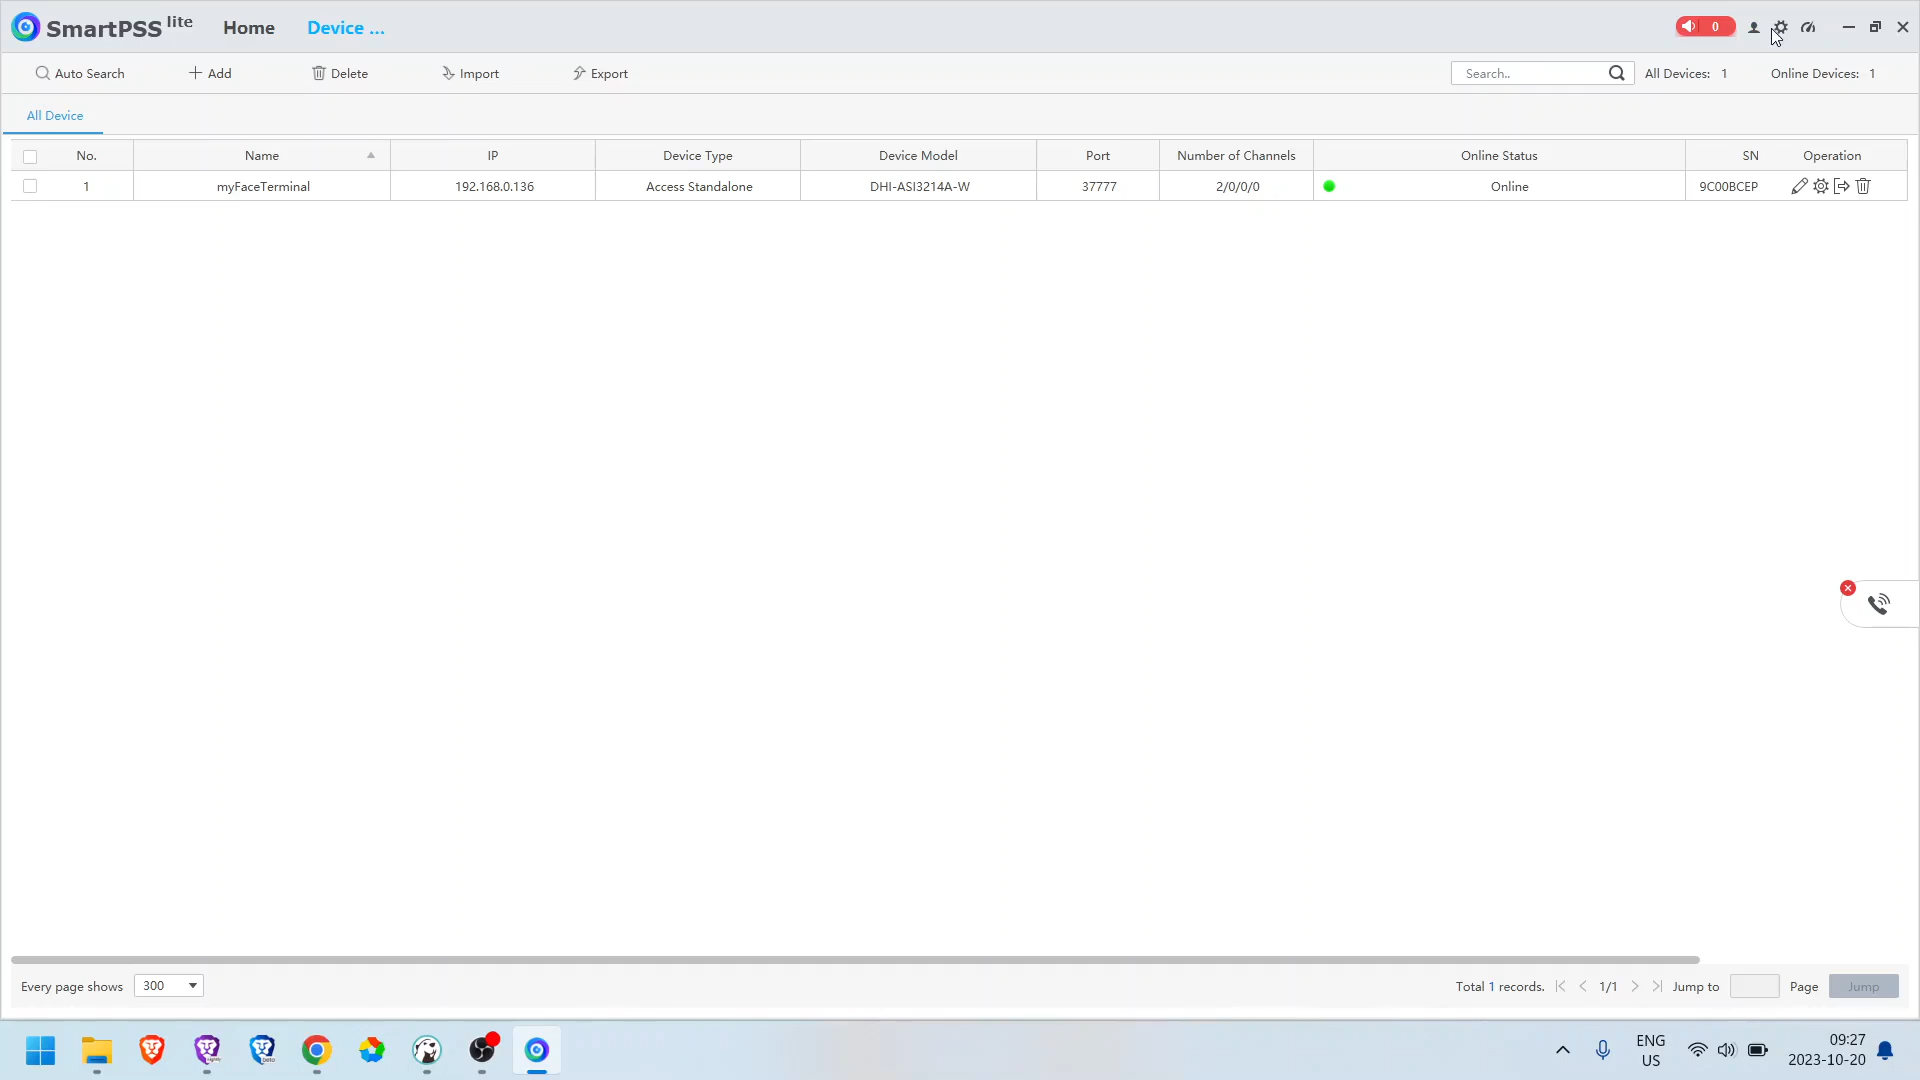 SmartPSS lite Home Device ... 0
Auto Search Add Delete Import Export Search.. All Devices: 1 Online Devices: 1
All Device
No. Name IP Device Type Device Model Port Number of Channels Online Status SN Operation
1 myFaceTerminal 192.168.0.136 Access Standalone DHI-ASI3214A-W 37777 2/0/0/0 Online 9C00BCEP
Every page shows 300 Total 1 records. 1/1 Jump to Page Jump
ENG 09:27
US 2023-10-20